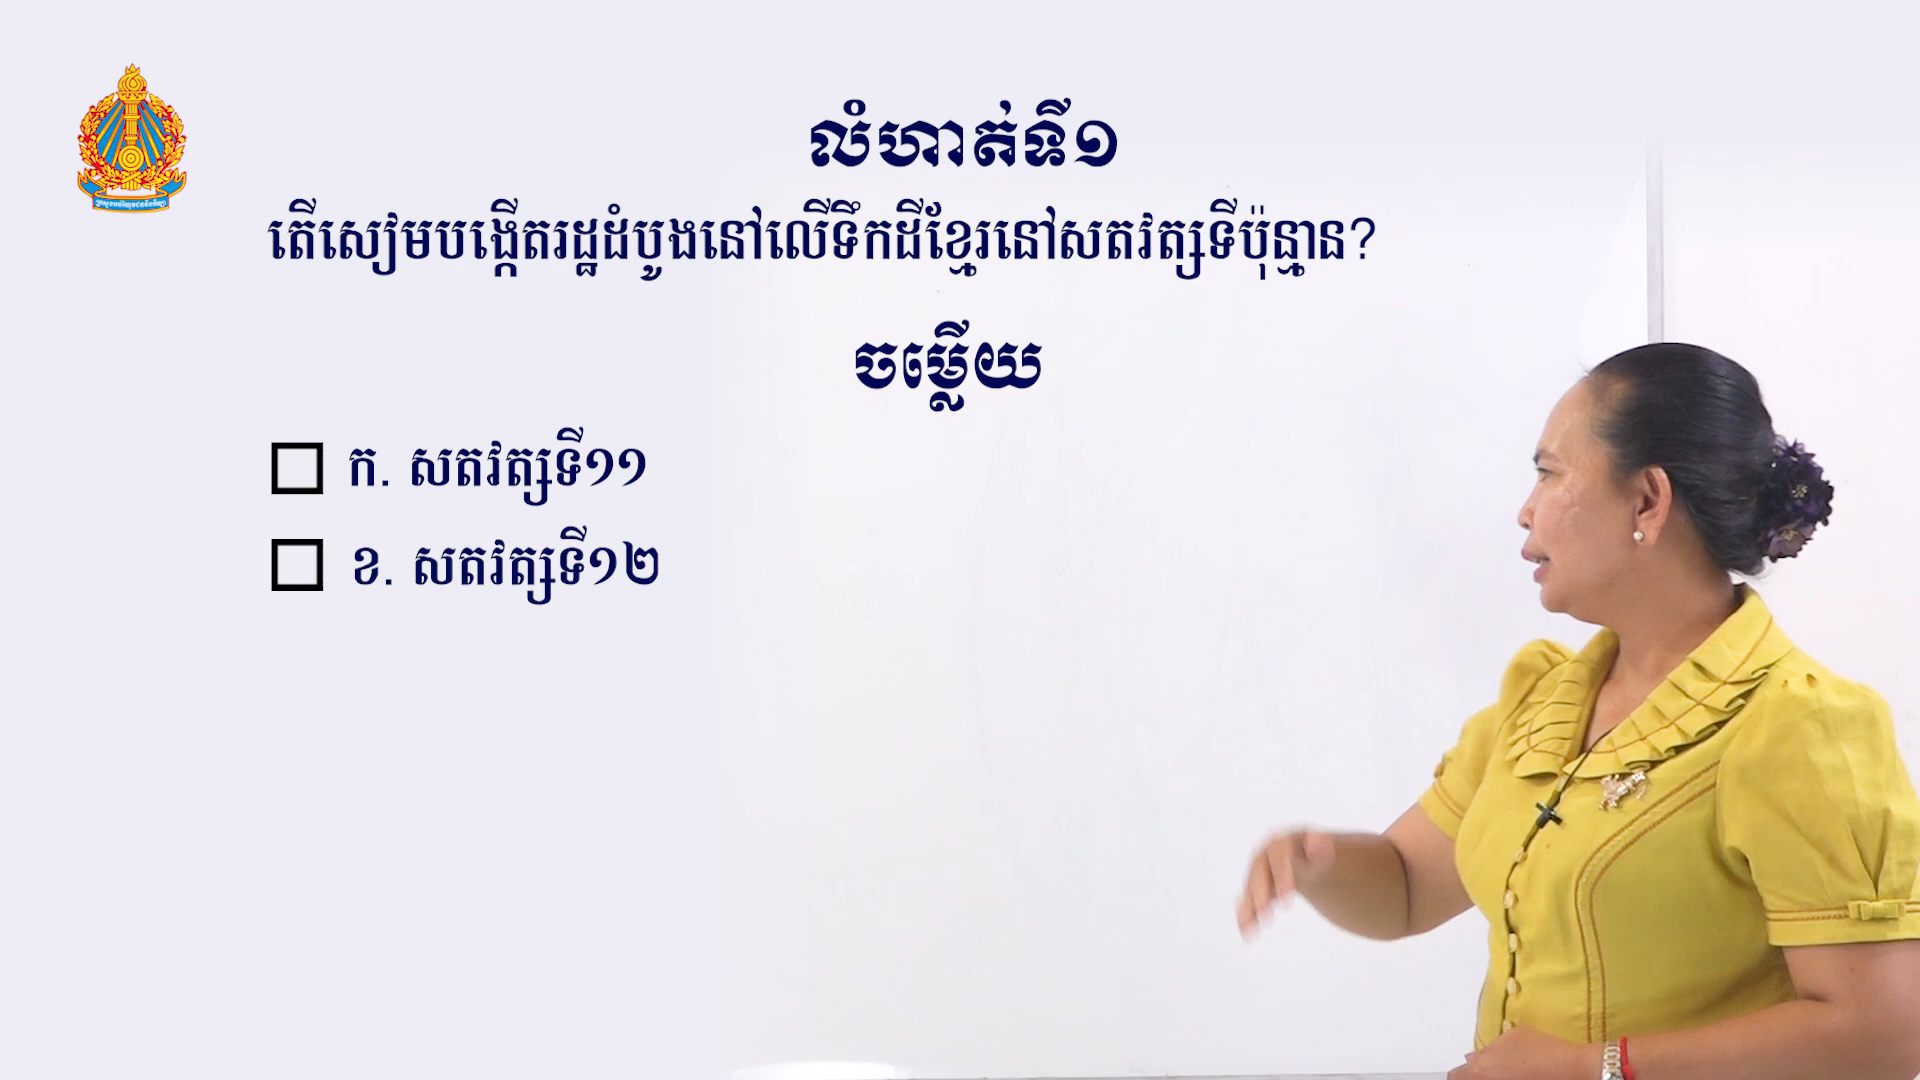 លំហាត់ទី១
តើសៀមបង្កើតរដ្ឋដំបូងនៅលើទឹកដីខ្មែរនៅសតវត្សទីប៉ុន្មាន?
ចម្លើយ
ក. សតវត្សទី១១
ខ. សតវត្សទី១២